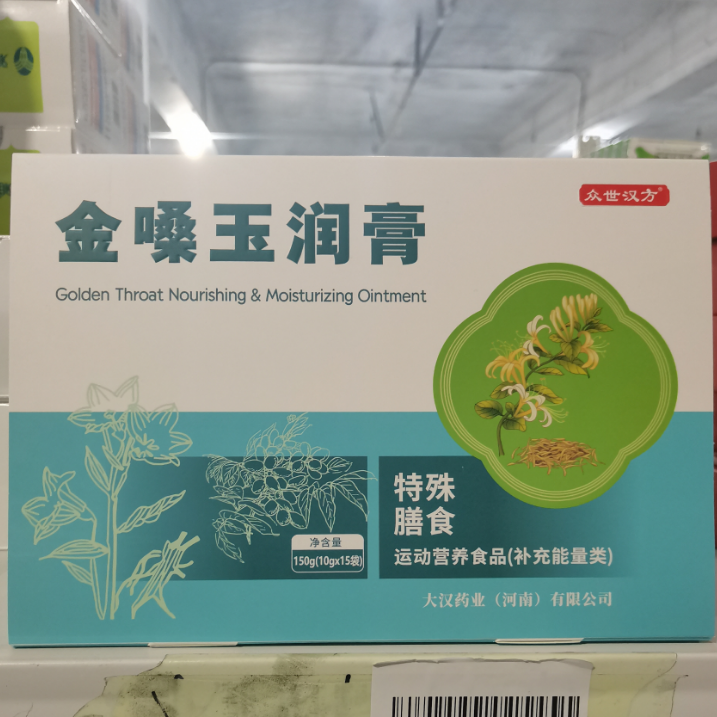 众世汉方®
金嗓玉润膏
Golden Throat Nourishing & Moisturizing Ointment
特殊
膳食
净含量
150g(10gx15袋)
运动营养食品(补充能量类)
大汉药业（河南）有限公司